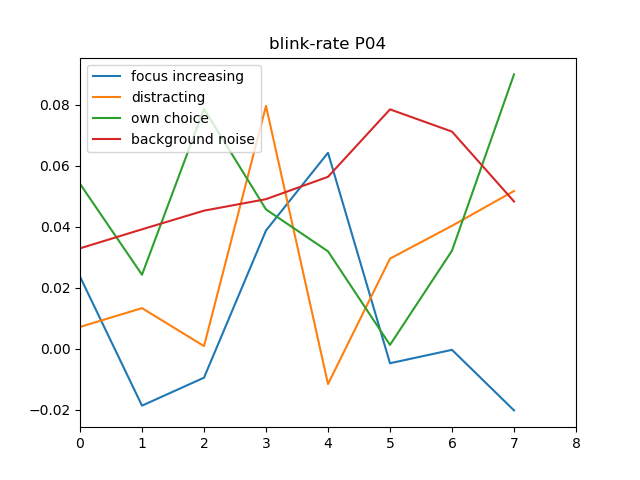 blink-rate P04
focus increasing
distracting
own choice
background noise
0.08
0.06
0.04
0.02
0.00
−0.02
0 1 2 3 4 5 6 7 8